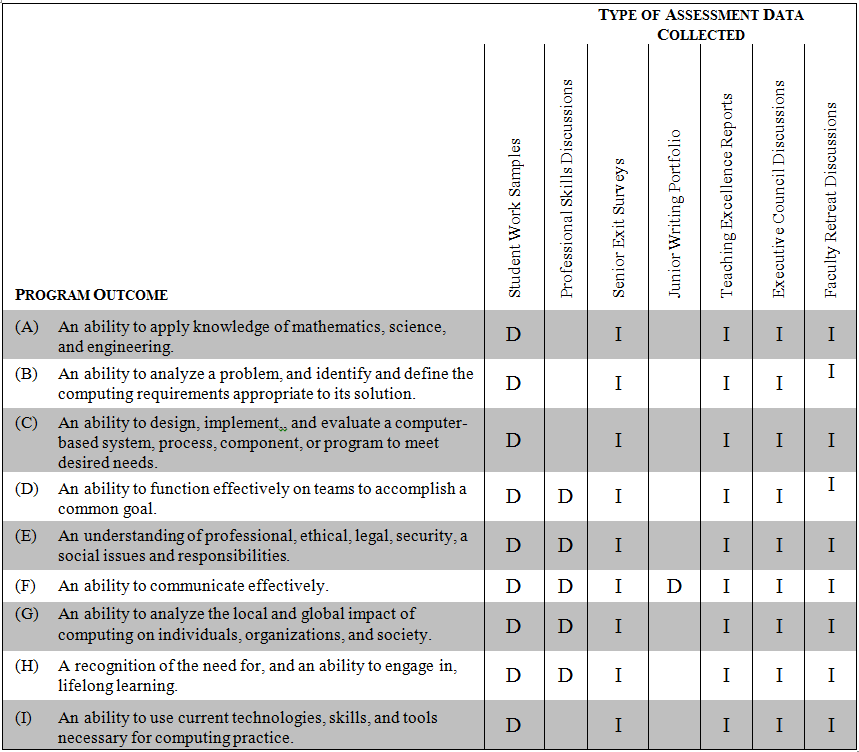 TYPE OF ASSESSMENT DATA
COLLECTED
Student Work Samples
Professional Skills Discussions
Senior Exit Surveys
Junior Writing Portfolio
Teaching Excellence Reports
Executive Council Discussions
Faculty Retreat Discussions
PROGRAM OUTCOME
(A) An ability to apply knowledge of mathematics, science, D I I I I
and engineering.
(B) An ability to analyze a problem, and identify and define the D I I I I
computing requirements appropriate to its solution.
(C) An ability to design, implement,, and evaluate a computer-
based system, process, component, or program to meet D I I I I
desired needs.
(D) An ability to function effectively on teams to accomplish a D D I I I I
common goal.
(E) An understanding of professional, ethical, legal, security, a D D I I I I
social issues and responsibilities.
(F) An ability to communicate effectively. D D I D I I I
(G) An ability to analyze the local and global impact of D D I I I I
computing on individuals, organizations, and society.
(H) A recognition of the need for, and an ability to engage in, D D I I I I
lifelong learning.
(I) An ability to use current technologies, skills, and tools D I I I I
necessary for computing practice.